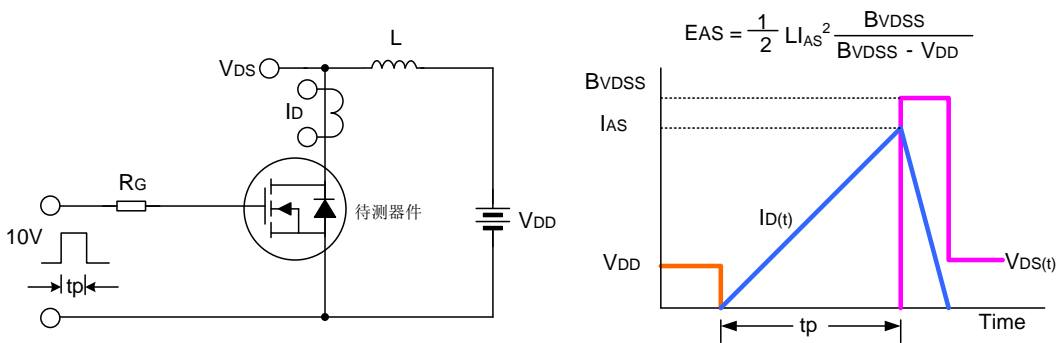 L
VDS
ID
RG
待测器件
10V
VDD
tp
EAS = 1/2 LIAS² BVDSS / BVDSS - VDD
BVDSS
IAS
ID(t)
VDD
VDS(t)
tp
Time